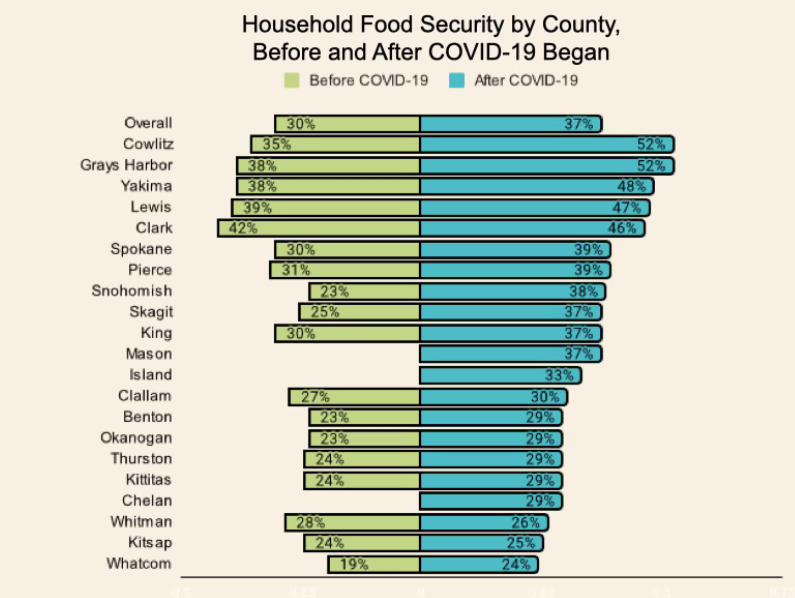 Household Food Security by County,
Before and After COVID-19 Began
Before COVID-19 After COVID-19
Overall 30% 37%
Cowlitz 35% 52%
Grays Harbor 38% 52%
Yakima 38% 48%
Lewis 39% 47%
Clark 42% 46%
Spokane 30% 39%
Pierce 31% 39%
Snohomish 23% 38%
Skagit 25% 37%
King 30% 37%
Mason 37%
Island 33%
Clallam 27% 30%
Benton 23% 29%
Okanogan 23% 29%
Thurston 24% 29%
Kittitas 24% 29%
Chelan 29%
Whitman 28% 26%
Kitsap 24% 25%
Whatcom 19% 24%